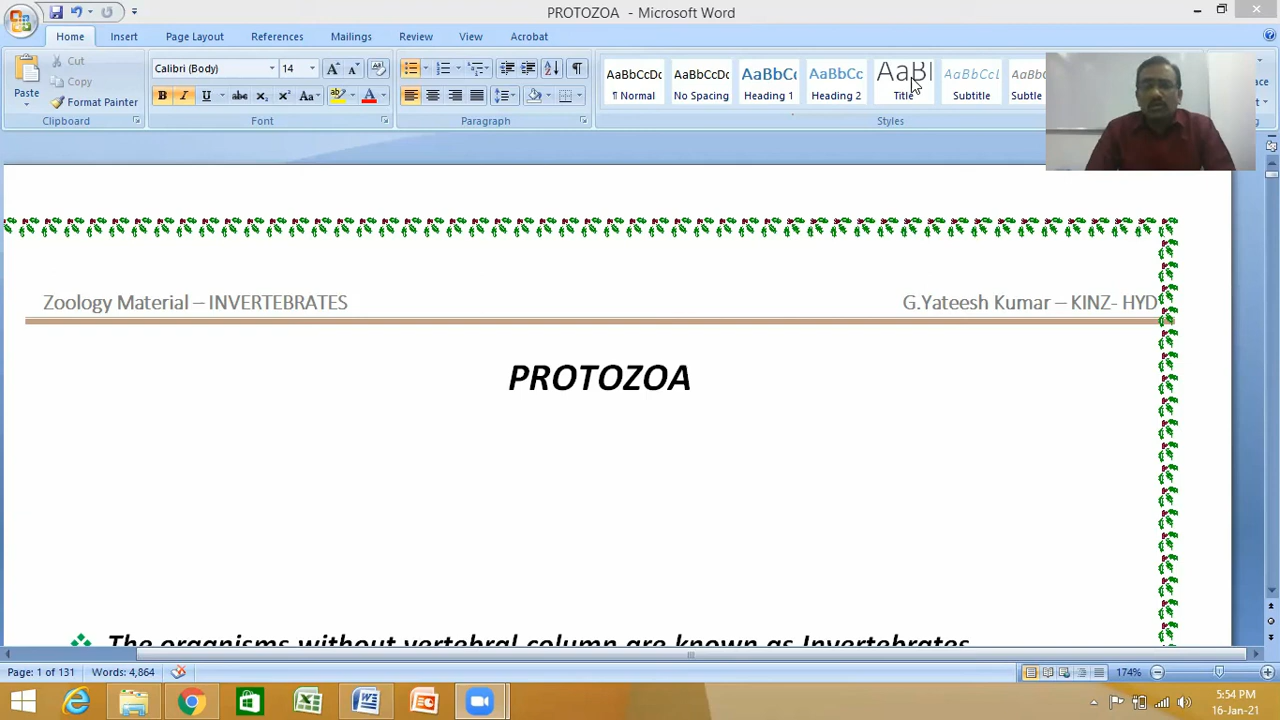 PROTOZOA - Microsoft Word
Home Insert Page Layout References Mailings Review View Acrobat
Paste
Cut
Copy
Format Painter
Clipboard
Calibri (Body) 14
Font
Paragraph
AaBbCcDc AaBbCcDc AaBbCc AaBbCc AaBl AaBbCcL AaBbCc
¶ Normal No Spacing Heading 1 Heading 2 Title Subtitle Subtle
Styles
Zoology Material – INVERTEBRATES G.Yateesh Kumar – KINZ- HYD
PROTOZOA
The organisms without vertebral column are known as Invertebrates
Page: 1 of 131 Words: 4,864 174%
5:54 PM
16-Jan-21